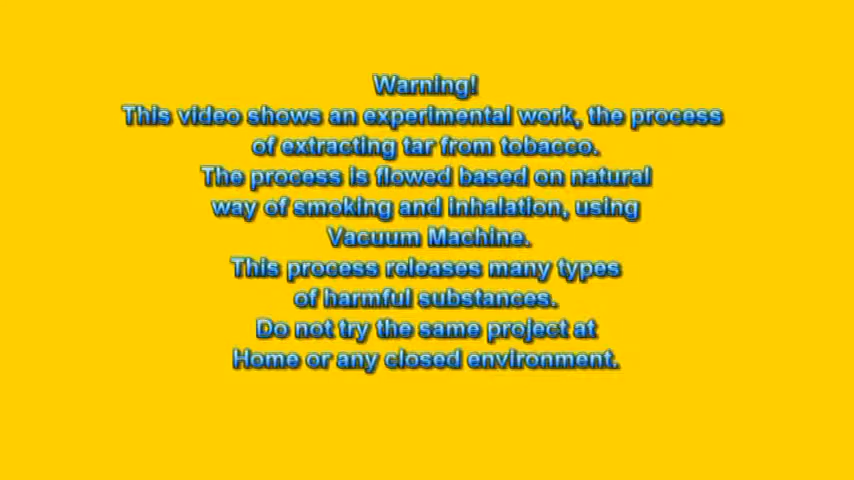 Warning!
This video shows an experimental work, the process
of extracting tar from tobacco.
The process is flowed based on natural
way of smoking and inhalation, using
Vacuum Machine.
This process releases many types
of harmful substances.
Do not try the same project at
Home or any closed environment.